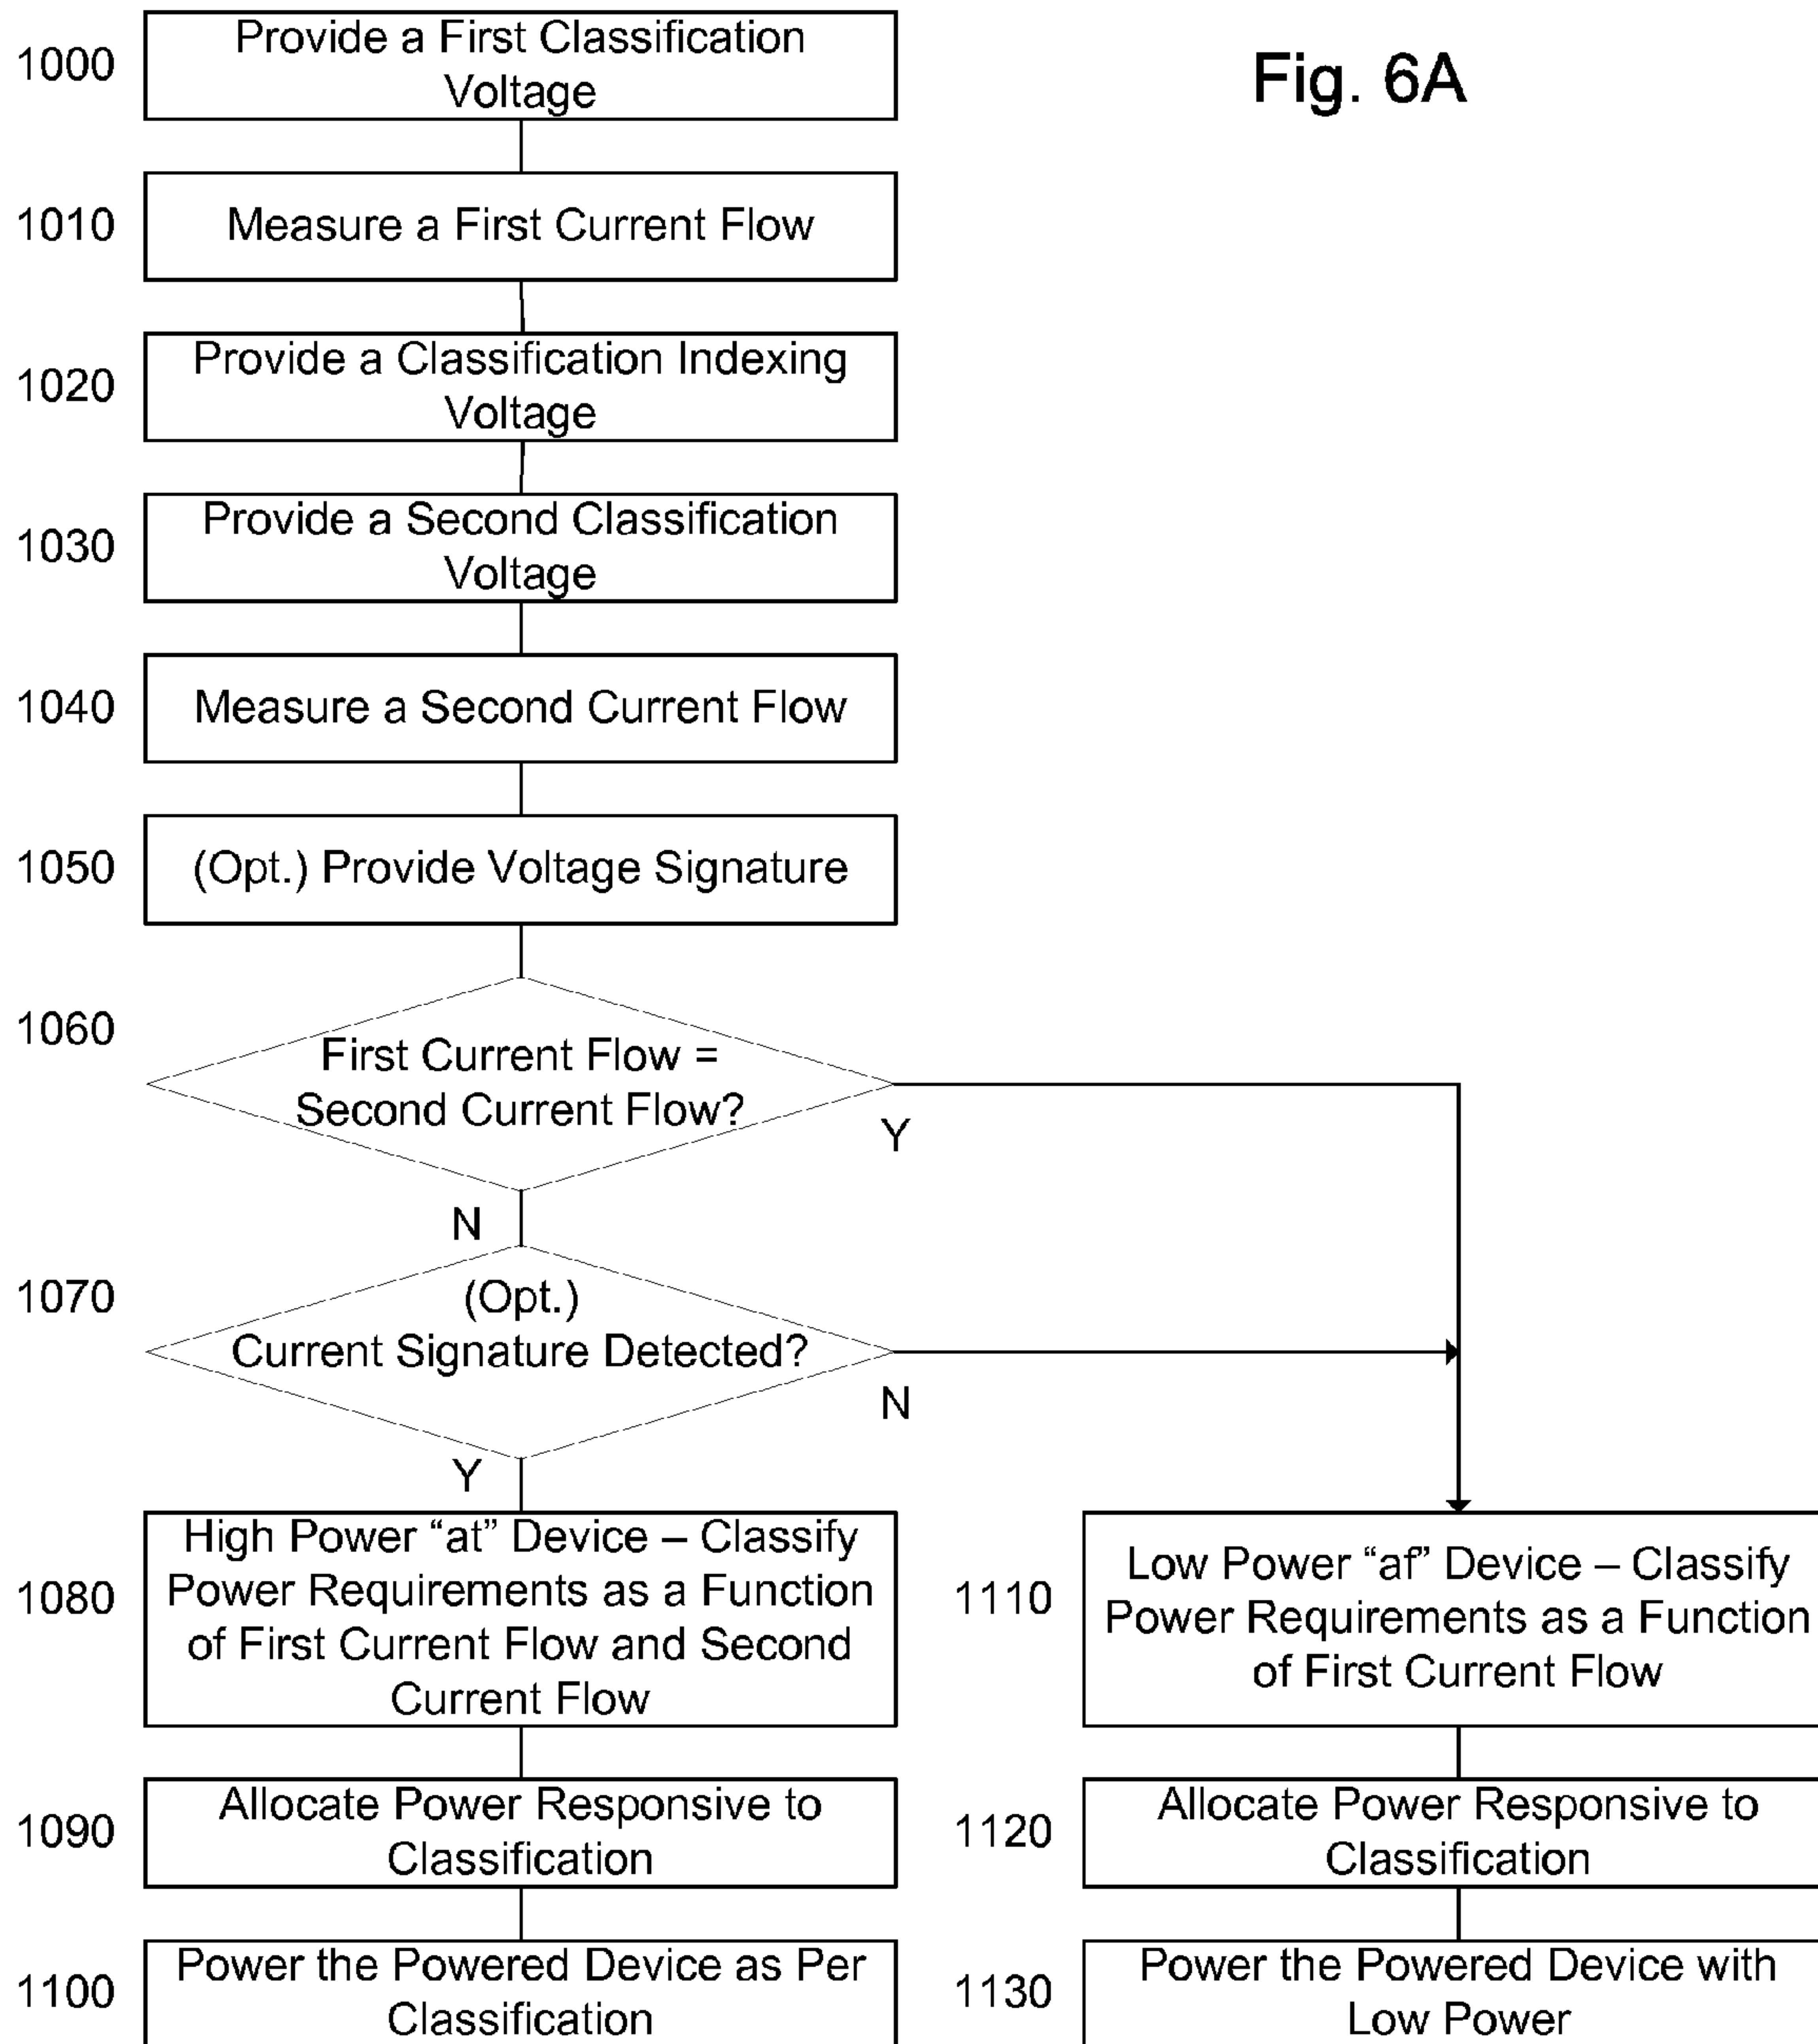 Fig. 6A
1000
Provide a First Classification
Voltage
1010
Measure a First Current Flow
1020
Provide a Classification Indexing
Voltage
1030
Provide a Second Classification
Voltage
1040
Measure a Second Current Flow
1050
(Opt.) Provide Voltage Signature
1060
First Current Flow =
Second Current Flow?
Y
N
1070
(Opt.)
Current Signature Detected?
N
Y
1080
High Power “at” Device – Classify
Power Requirements as a Function
of First Current Flow and Second
Current Flow
1110
Low Power “af” Device – Classify
Power Requirements as a Function
of First Current Flow
1090
Allocate Power Responsive to
Classification
1120
Allocate Power Responsive to
Classification
1100
Power the Powered Device as Per
Classification
1130
Power the Powered Device with
Low Power